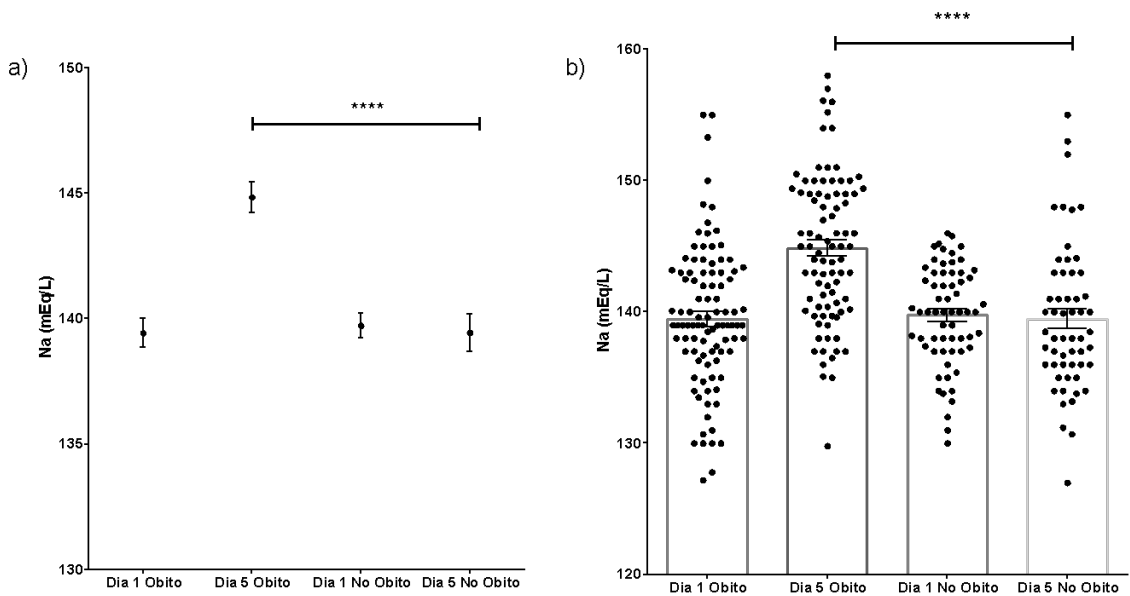 a)
****
150
145
140
135
130
Na (mEq/L)
Dia 1 Obito
Dia 5 Obito
Dia 1 No Obito
Dia 5 No Obito
b)
****
160
150
140
130
120
Na (mEq/L)
Dia 1 Obito
Dia 5 Obito
Dia 1 No Obito
Dia 5 No Obito